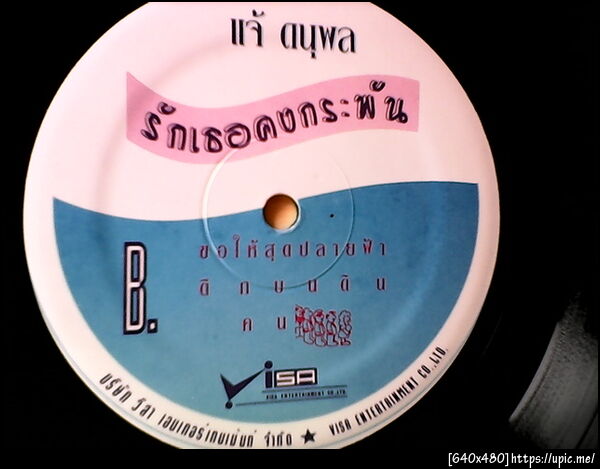 แจ้ ดนุพล
รักเธอคงกระพัน
B.
ขอให้สุดปลายฟ้า
ตึกบนดิน
คน
VISA
VISA ENTERTAINMENT CO.,LTD.
บริษัท วีซ่า เอนเทอร์เทนเม้นท์ จำกัด ★ VISA ENTERTAINMENT CO.,LTD.
[640x480]https://upic.me/